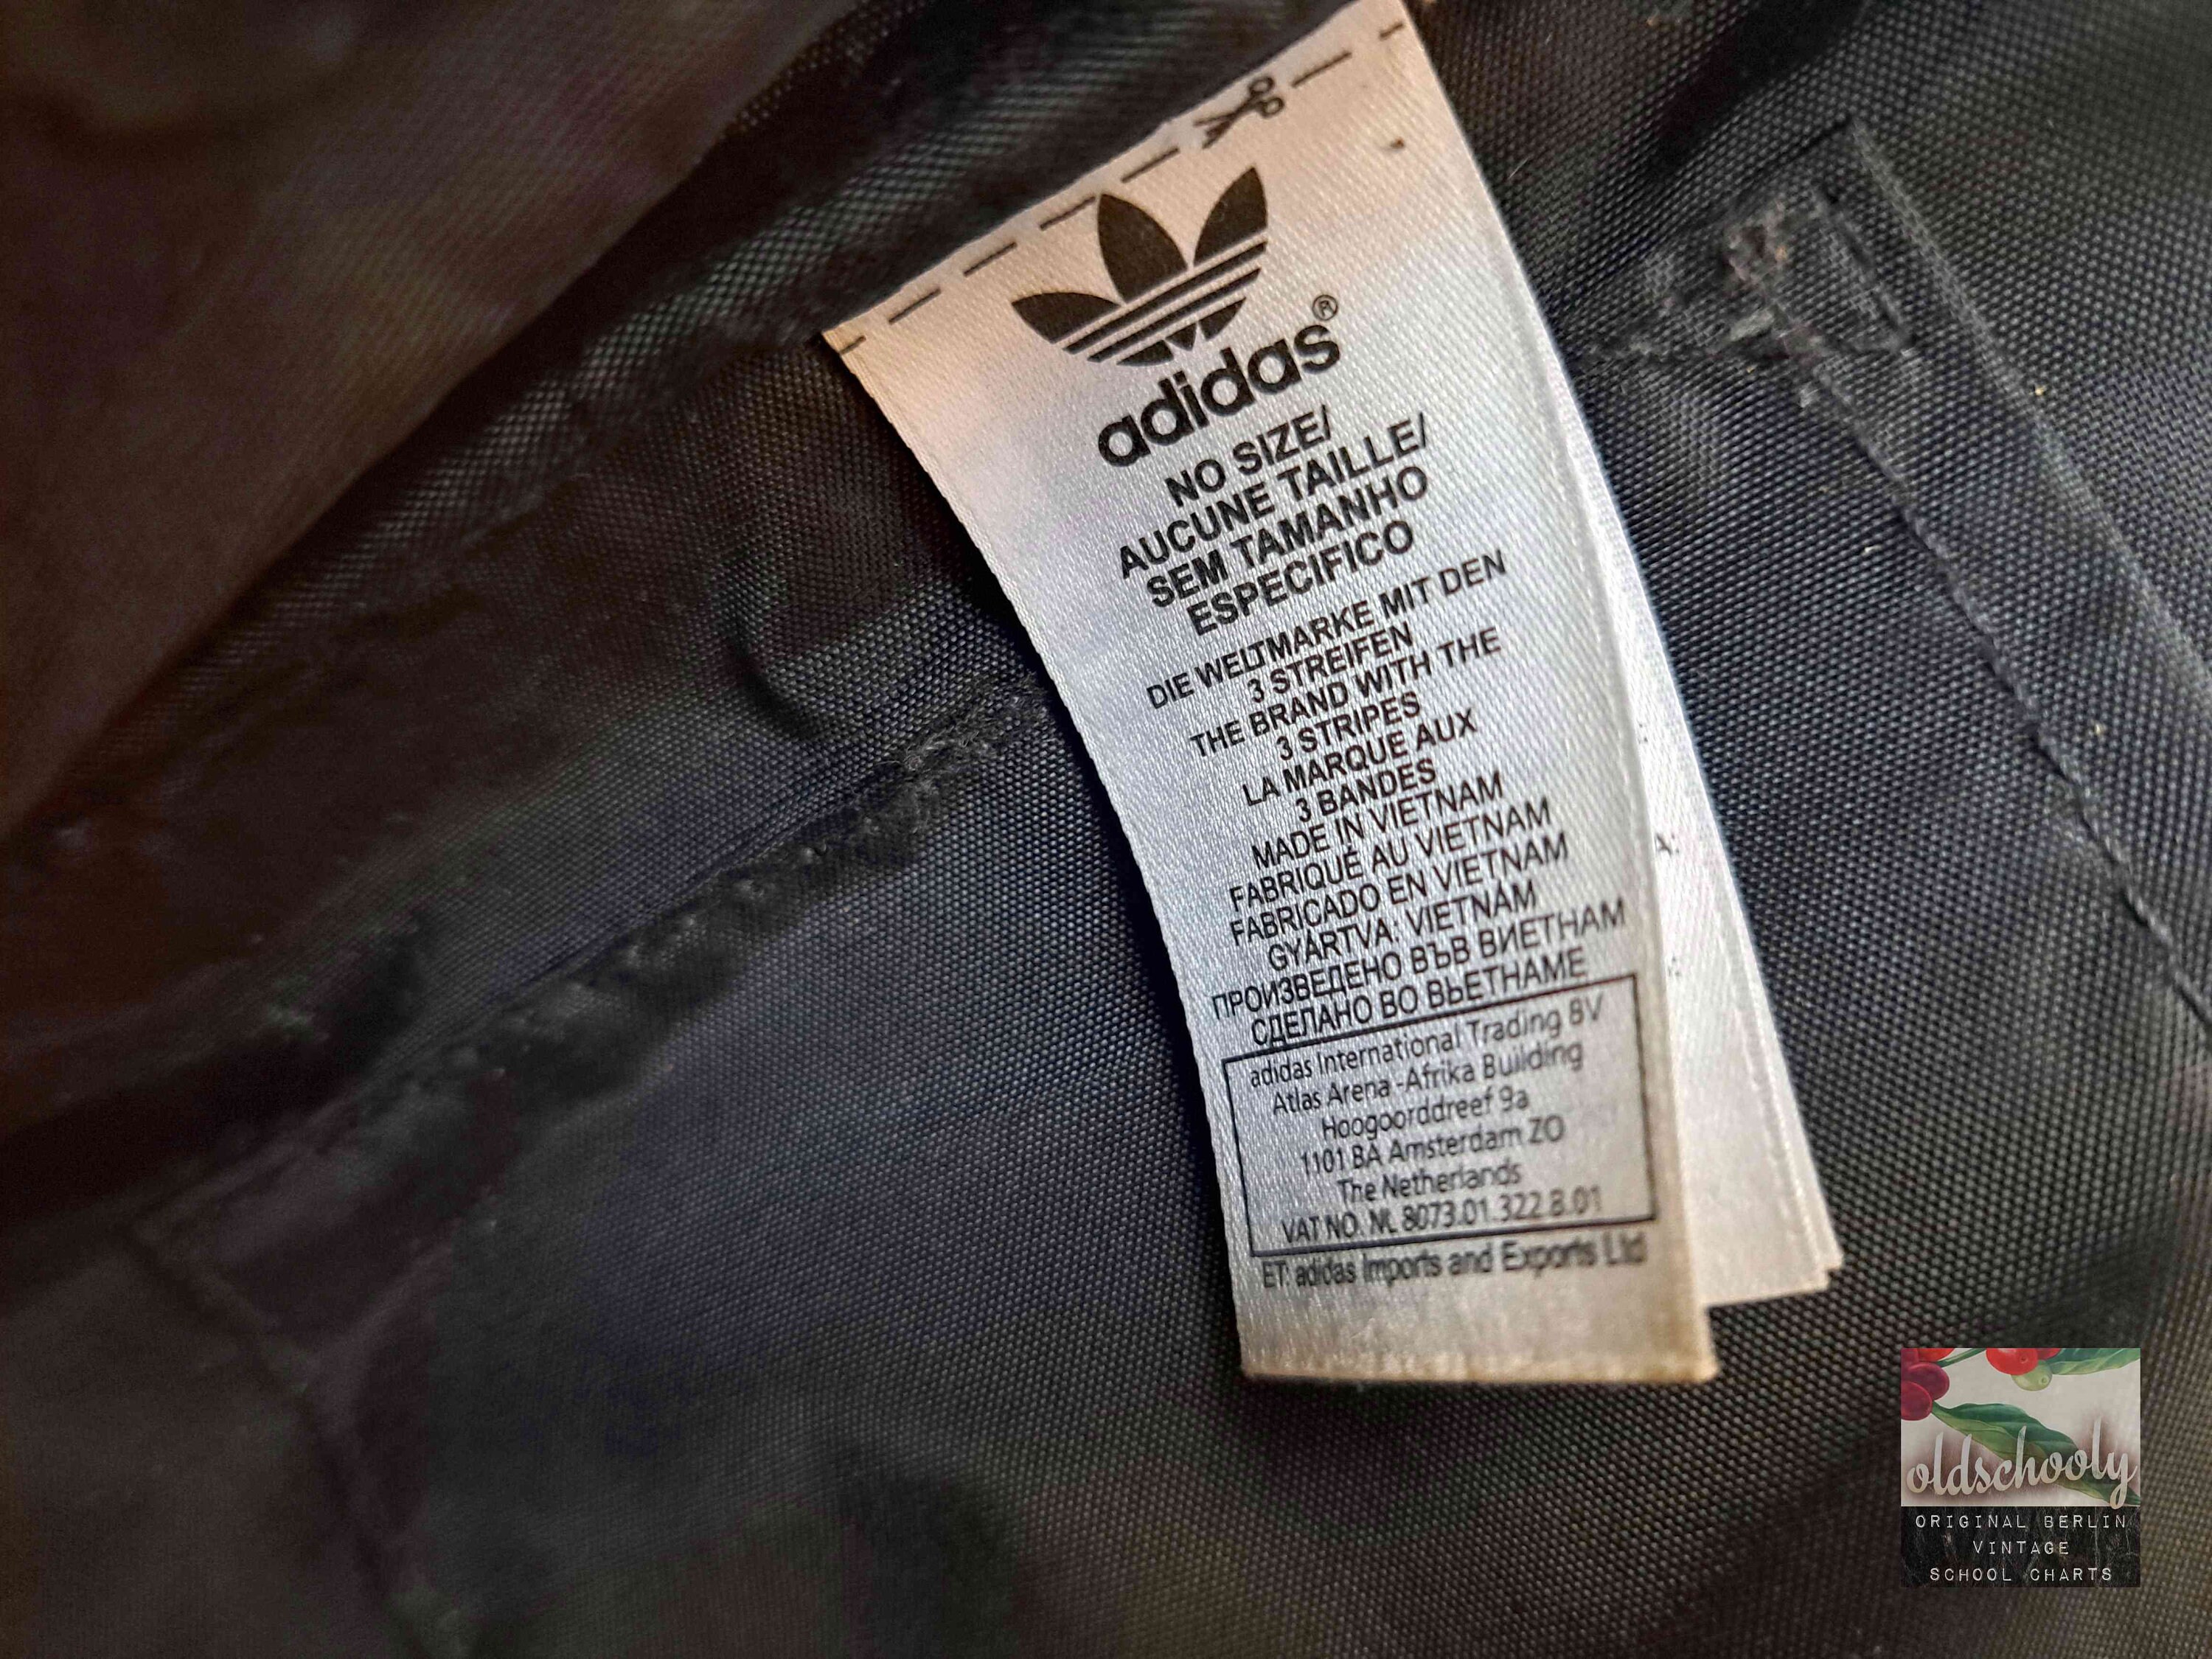 adidas®
NO SIZE/
AUCUNE TAILLE/
SEM TAMANHO
ESPECIFICO
DIE WELTMARKE MIT DEN
3 STREIFEN
THE BRAND WITH THE
3 STRIPES
LA MARQUE AUX
3 BANDES
MADE IN VIETNAM
FABRIQUÉ AU VIETNAM
FABRICADO EN VIETNAM
GYÁRTVA' VIETNÁM
ПРОИЗВЕДЕНО ВЪВ ВИЕТНАМ
СДЕЛАНО ВО ВЬЕТНАМЕ
adidas International Trading BV
Atlas Arena -Afrika Building
Hoogoorddreef 9a
1101 BA Amsterdam ZO
The Netherlands
VAT NO. NL 8073.01.322.B.01
ET: adidas Imports and Exports Ltd
oldschooly
ORIGINAL BERLIN
VINTAGE
SCHOOL CHARTS